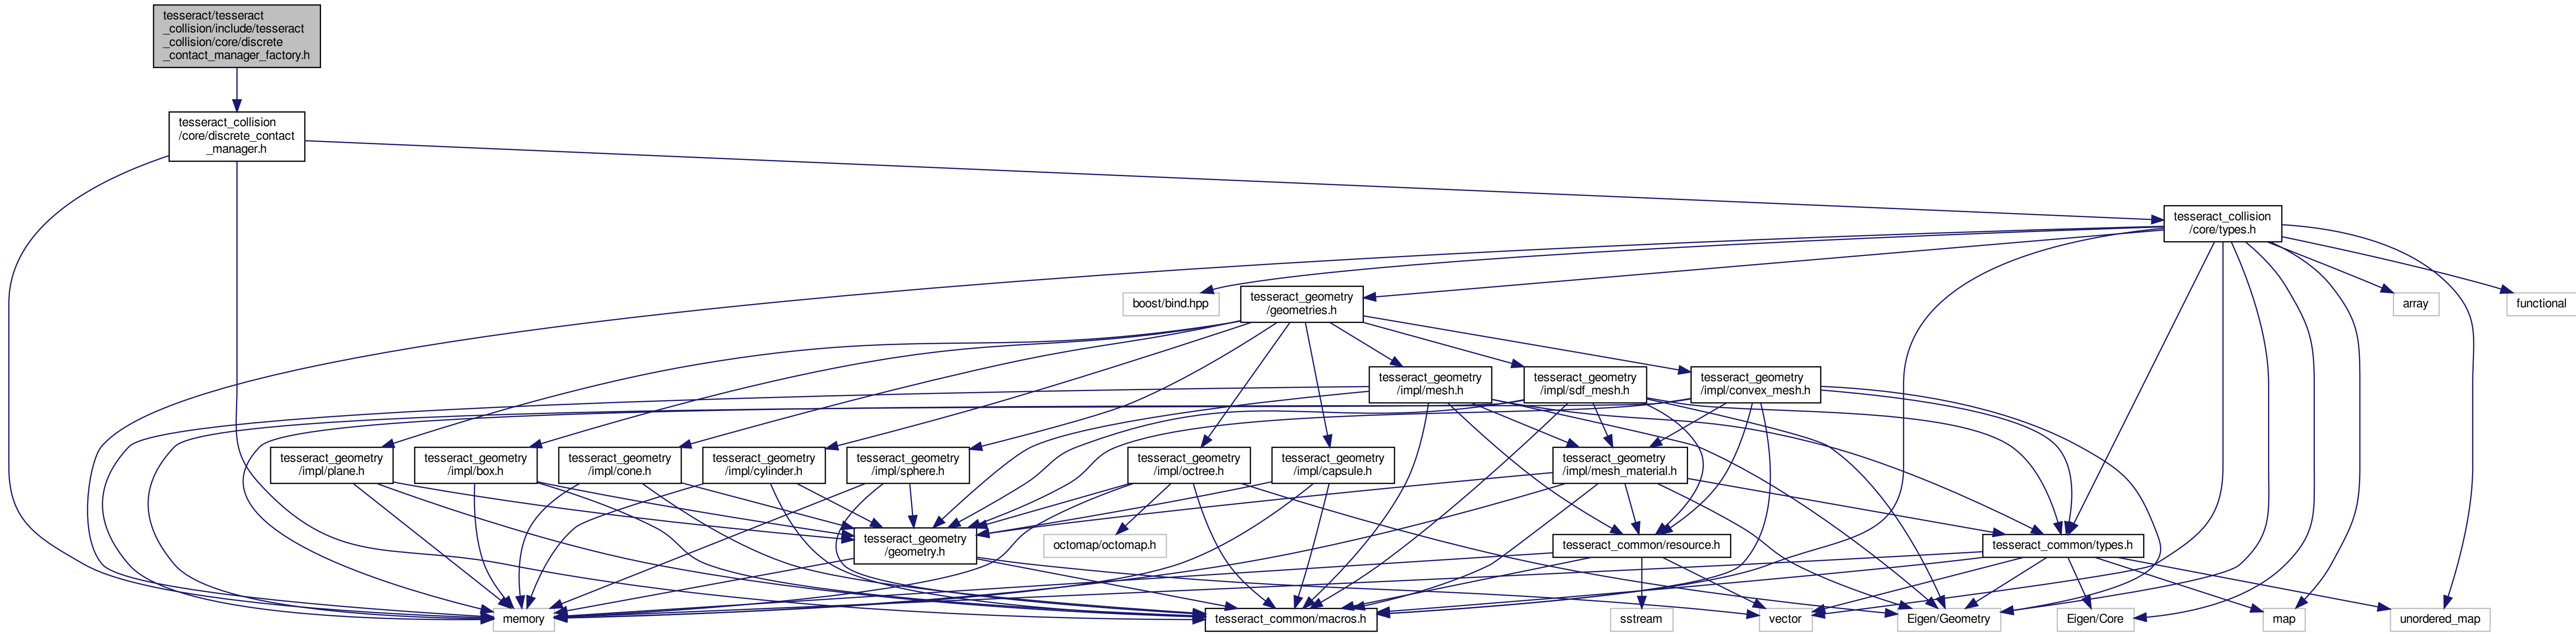 tesseract/tesseract
_collision/include/tesseract
_collision/core/discrete
_contact_manager_factory.h
tesseract_collision
/core/discrete_contact
_manager.h
tesseract_collision
/core/types.h
boost/bind.hpp
tesseract_geometry
/geometries.h
array
functional
tesseract_geometry
/impl/mesh.h
tesseract_geometry
/impl/sdf_mesh.h
tesseract_geometry
/impl/convex_mesh.h
tesseract_geometry
/impl/plane.h
tesseract_geometry
/impl/box.h
tesseract_geometry
/impl/cone.h
tesseract_geometry
/impl/cylinder.h
tesseract_geometry
/impl/sphere.h
tesseract_geometry
/impl/octree.h
tesseract_geometry
/impl/capsule.h
tesseract_geometry
/impl/mesh_material.h
tesseract_geometry
/geometry.h
octomap/octomap.h
tesseract_common/resource.h
tesseract_common/types.h
memory
tesseract_common/macros.h
sstream
vector
Eigen/Geometry
Eigen/Core
map
unordered_map